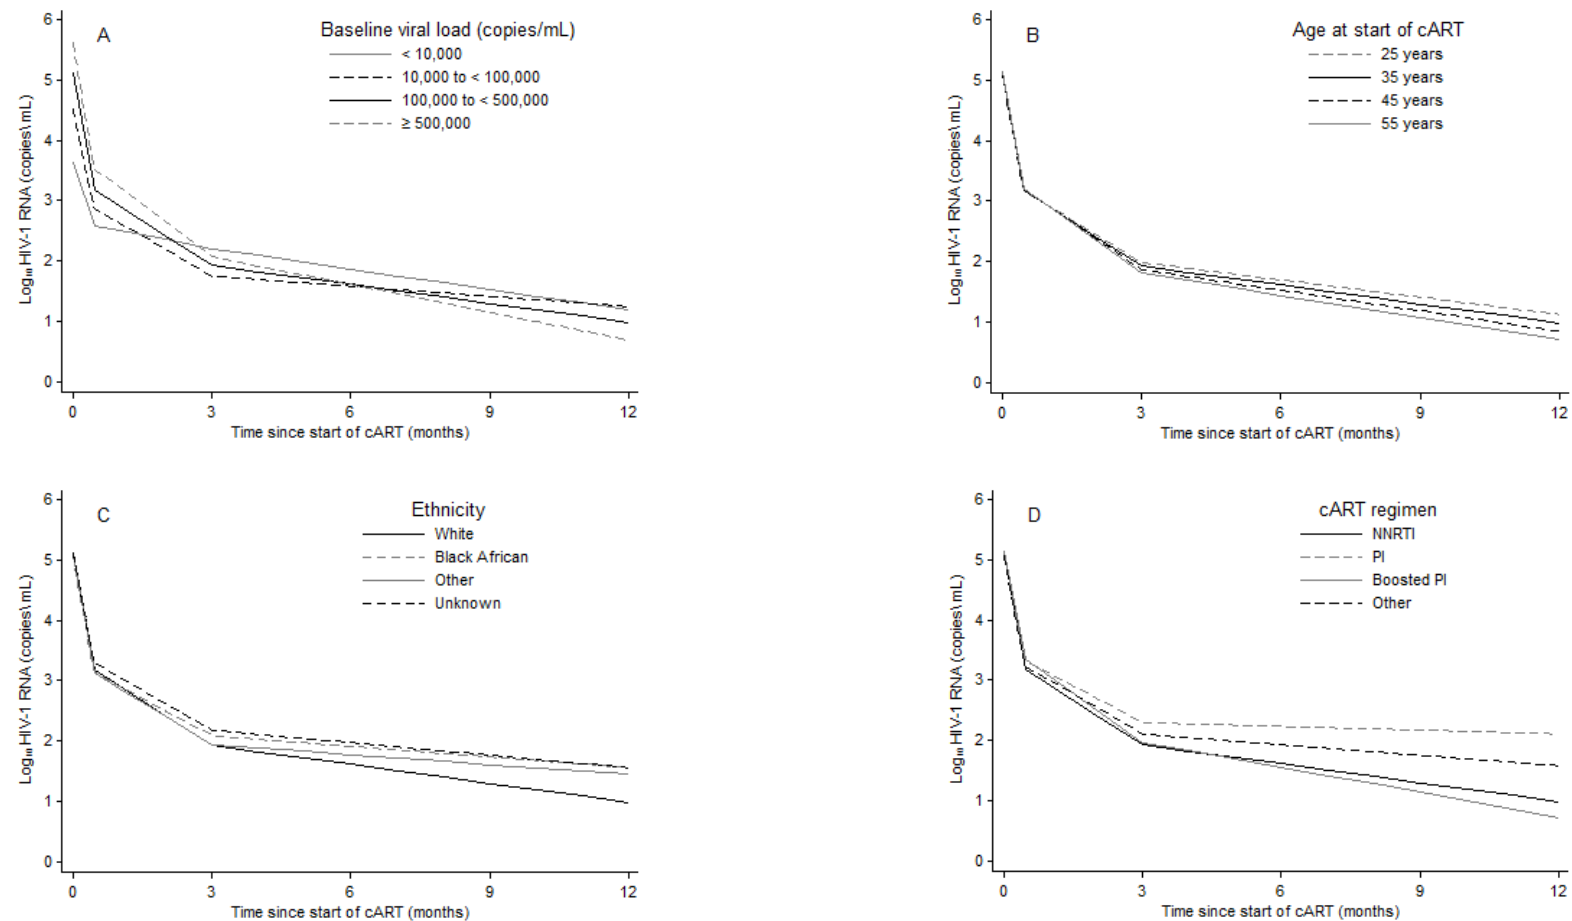 A
Baseline viral load (copies/mL)
< 10,000
10,000 to < 100,000
100,000 to < 500,000
≥ 500,000
Log₁₀ HIV-1 RNA (copies\mL)
6
5
4
3
2
1
0
0 3 6 9 12
Time since start of cART (months)
B
Age at start of cART
25 years
35 years
45 years
55 years
Log₁₀ HIV-1 RNA (copies\mL)
6
5
4
3
2
1
0
0 3 6 9 12
Time since start of cART (months)
C
Ethnicity
White
Black African
Other
Unknown
Log₁₀ HIV-1 RNA (copies\mL)
6
5
4
3
2
1
0
0 3 6 9 12
Time since start of cART (months)
D
cART regimen
NNRTI
PI
Boosted PI
Other
Log₁₀ HIV-1 RNA (copies\mL)
6
5
4
3
2
1
0
0 3 6 9 12
Time since start of cART (months)